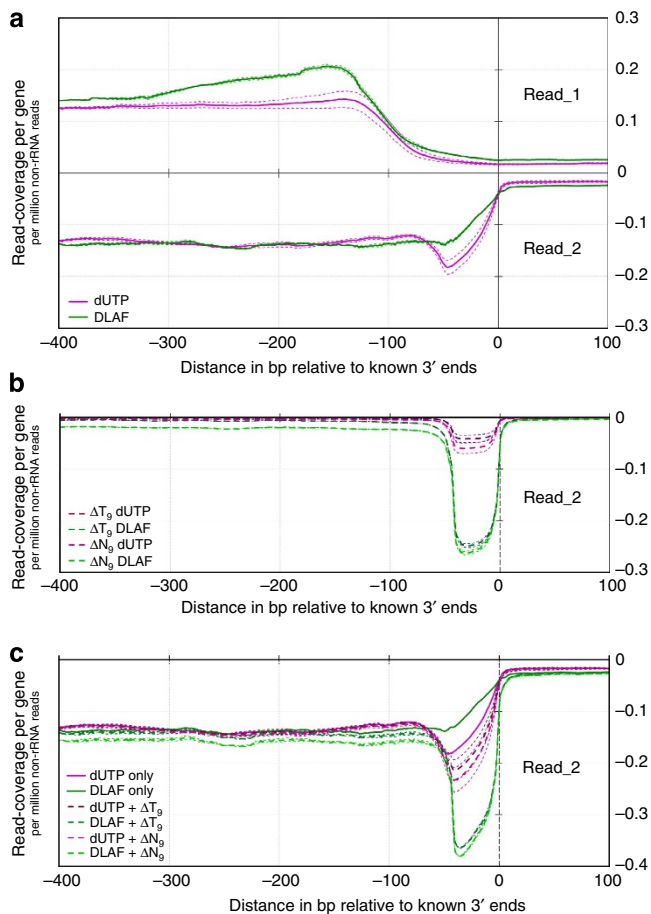 a
Read-coverage per gene
per million non-rRNA reads
0.3
0.2
0.1
0
−0.1
−0.2
−0.3
Read_1
Read_2
dUTP
DLAF
−400 −300 −200 −100 0 100
Distance in bp relative to known 3′ ends
b
Read-coverage per gene
per million non-rRNA reads
0
−0.1
−0.2
−0.3
Read_2
ΔT₉ dUTP
ΔT₉ DLAF
ΔN₉ dUTP
ΔN₉ DLAF
−400 −300 −200 −100 0 100
Distance in bp relative to known 3′ ends
c
Read-coverage per gene
per million non-rRNA reads
0
−0.1
−0.2
−0.3
−0.4
Read_2
dUTP only
DLAF only
dUTP + ΔT₉
DLAF + ΔT₉
dUTP + ΔN₉
DLAF + ΔN₉
−400 −300 −200 −100 0 100
Distance in bp relative to known 3′ ends